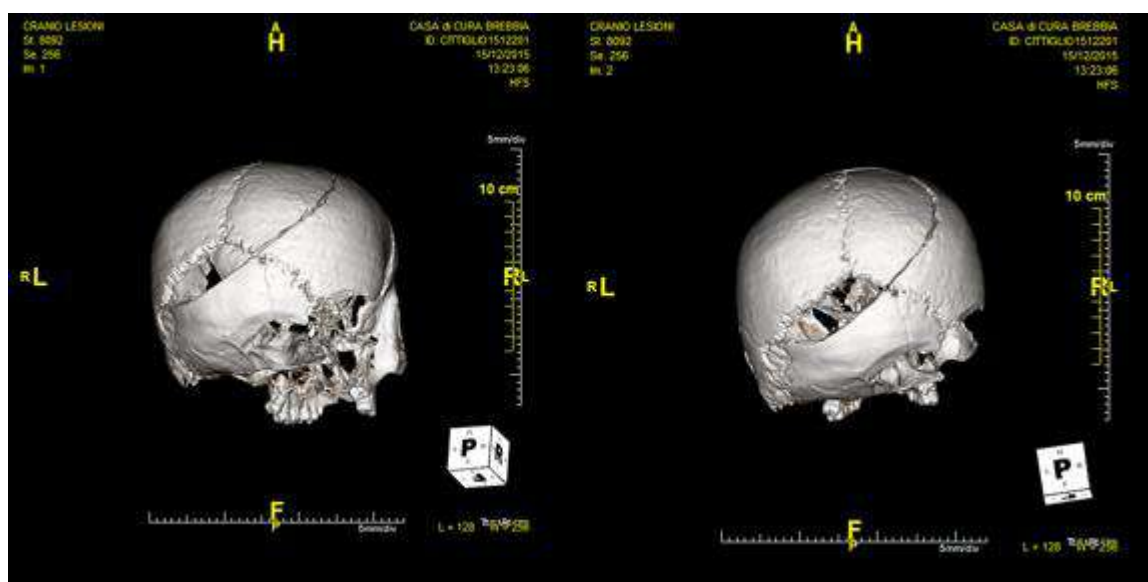 CRANIO LESIONI
St. 8092
Se. 256
Im. 1
A
H
CASA di CURA BREBBIA
ID: CITTIGLIO1512201
15/12/2015
13:23:06
HFS
5mm/div
10 cm
R L
R L
P
R
F
5mm/div
L = 128
CRANIO LESIONI
St. 8092
Se. 256
Im. 2
A
H
CASA di CURA BREBBIA
ID: CITTIGLIO1512201
15/12/2015
13:23:06
HFS
5mm/div
10 cm
R L
R L
P
F
5mm/div
L = 128